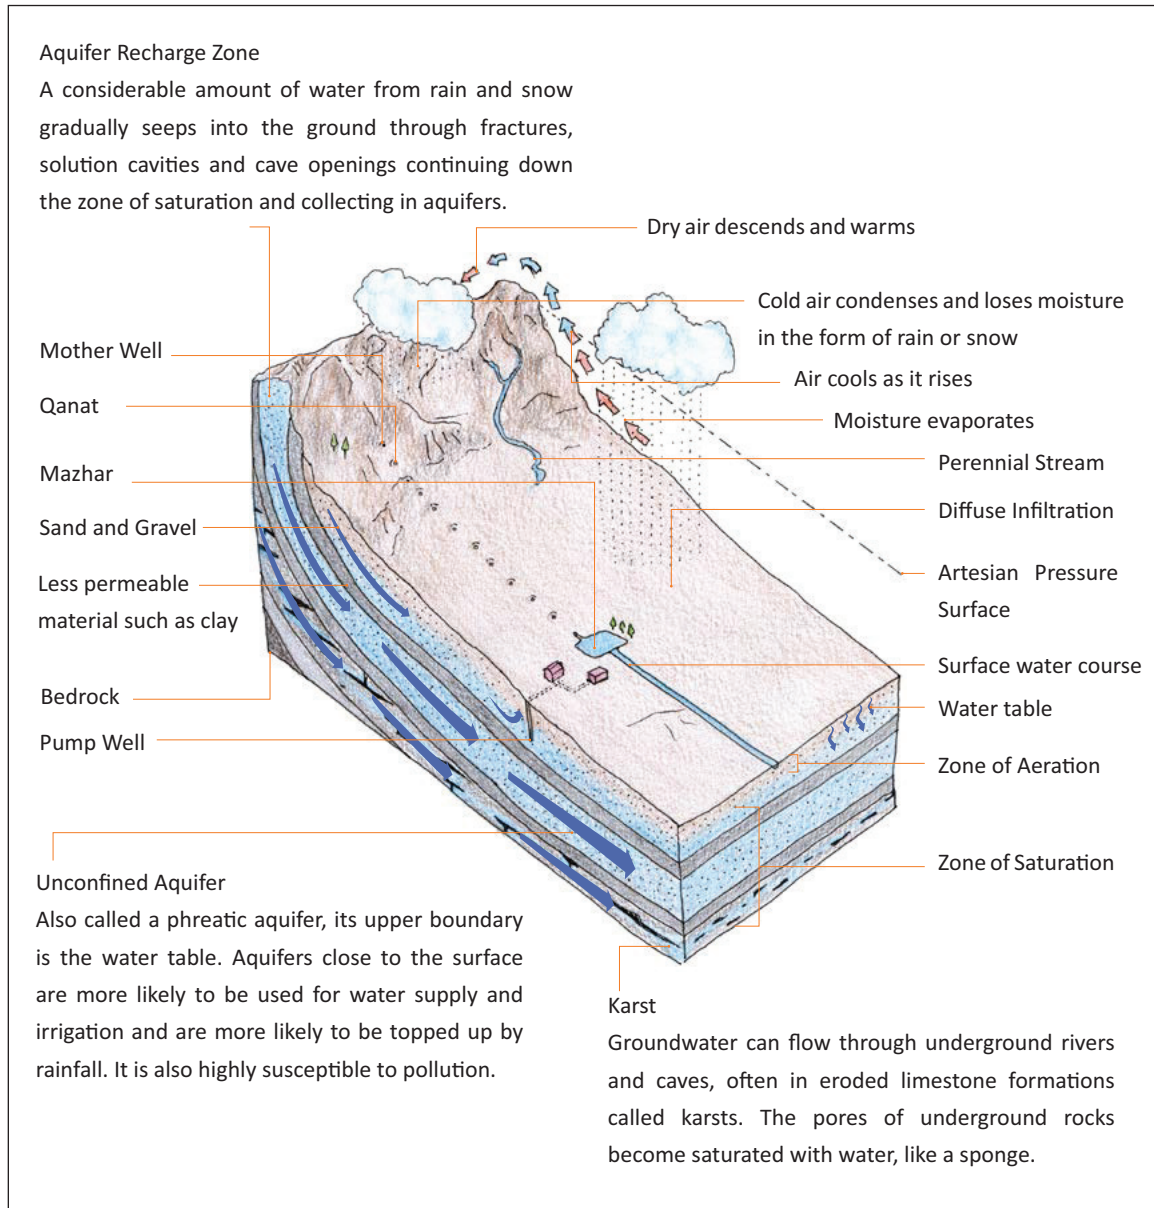 Aquifer Recharge Zone
A considerable amount of water from rain and snow
gradually seeps into the ground through fractures,
solution cavities and cave openings continuing down
the zone of saturation and collecting in aquifers.
Dry air descends and warms
Cold air condenses and loses moisture
in the form of rain or snow
Air cools as it rises
Moisture evaporates
Perennial Stream
Diffuse Infiltration
Artesian Pressure
Surface
Surface water course
Water table
Zone of Aeration
Zone of Saturation
Mother Well
Qanat
Mazhar
Sand and Gravel
Less permeable
material such as clay
Bedrock
Pump Well
Unconfined Aquifer
Also called a phreatic aquifer, its upper boundary
is the water table. Aquifers close to the surface
are more likely to be used for water supply and
irrigation and are more likely to be topped up by
rainfall. It is also highly susceptible to pollution.
Karst
Groundwater can flow through underground rivers
and caves, often in eroded limestone formations
called karsts. The pores of underground rocks
become saturated with water, like a sponge.